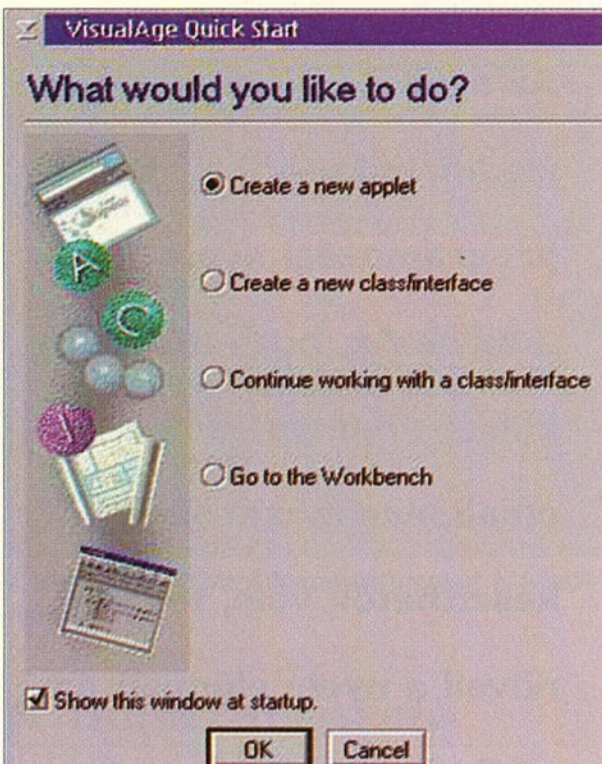 VisualAge Quick Start
What would you like to do?
Create a new applet
A
C
Create a new class/interface
Continue working with a class/interface
I
Go to the Workbench
Show this window at startup.
OK
Cancel